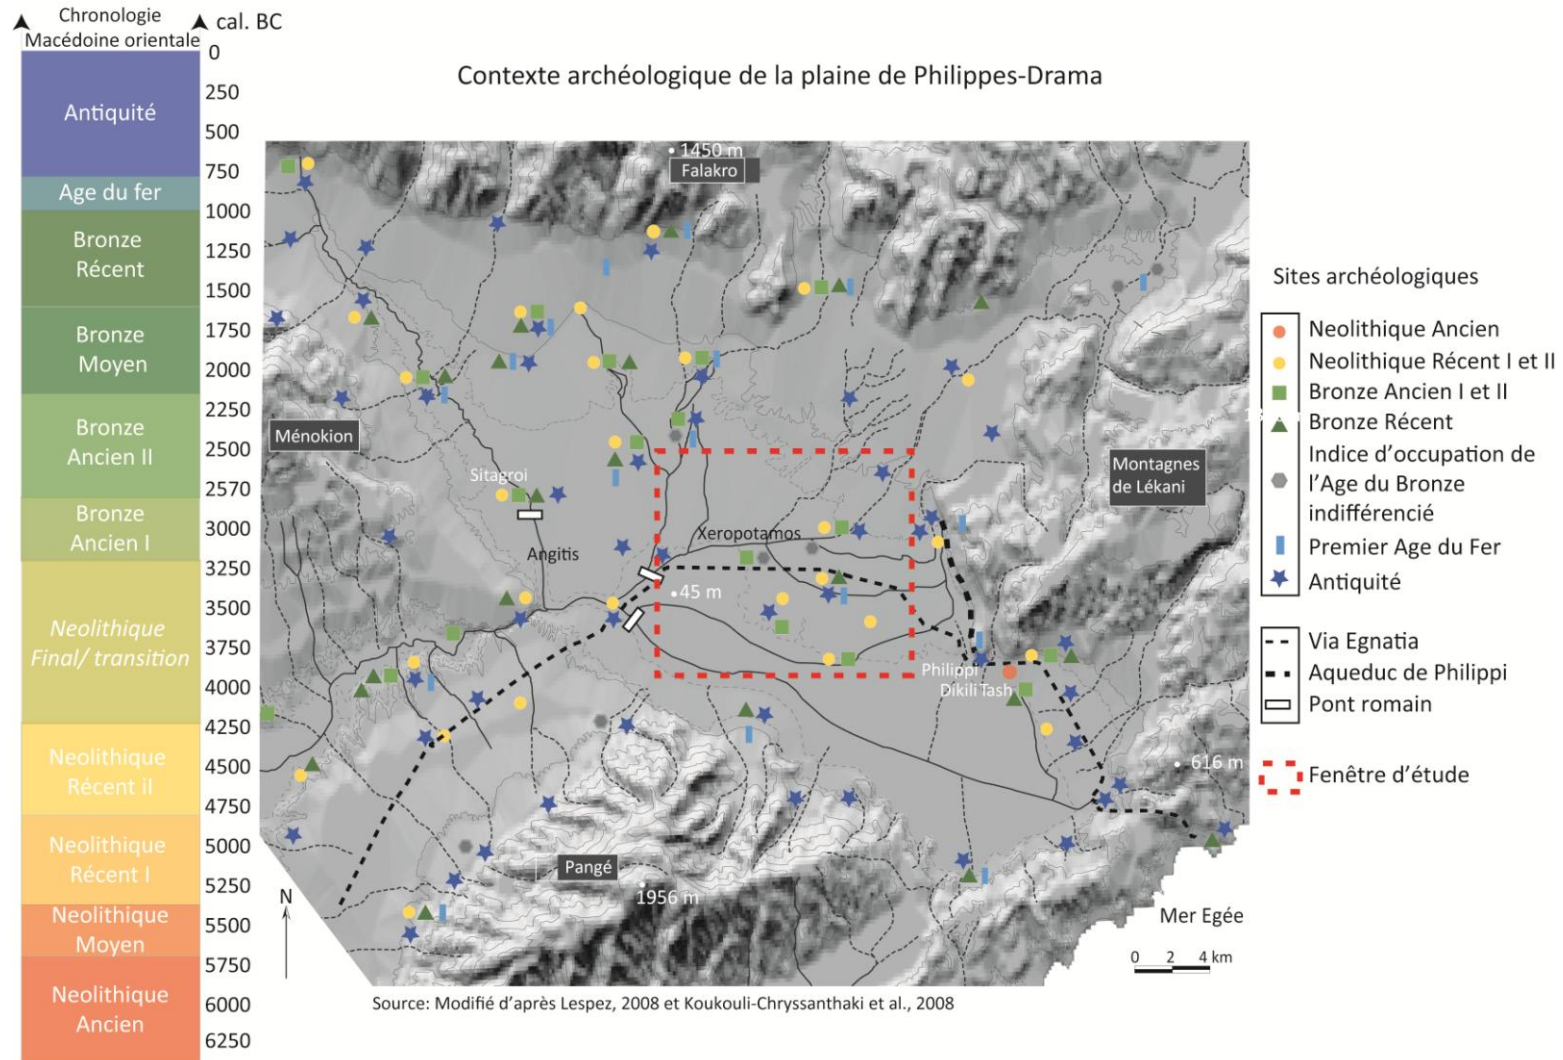 Chronologie
Macédoine orientale
cal. BC
Contexte archéologique de la plaine de Philippes-Drama
0
250
500
750
1000
1250
1500
1750
2000
2250
2500
2570
3000
3250
3500
3750
4000
4250
4500
4750
5000
5250
5500
5750
6000
6250
Antiquité
Age du fer
Bronze
Récent
Bronze
Moyen
Bronze
Ancien II
Bronze
Ancien I
Neolithique
Final/ transition
Neolithique
Récent iI
Neolithique
Récent I
Neolithique
Moyen
Neolithique
Ancien
1450 m
Falakro
Ménokion
Sitagroi
Angitis
Xeropotamos
45 m
Montagnes
de Lékani
Philippi
Dikili Tash
616 m
Pangé
1956 m
Mer Egée
N
0 2 4 km
Sites archéologiques
Neolithique Ancien
Neolithique Récent I et II
Bronze Ancien I et II
Bronze Récent
Indice d'occupation de
l'Age du Bronze
indifférencié
Premier Age du Fer
Antiquité
Via Egnatia
Aqueduc de Philippi
Pont romain
Fenêtre d'étude
Source: Modifié d'après Lespez, 2008 et Koukouli-Chryssanthaki et al., 2008